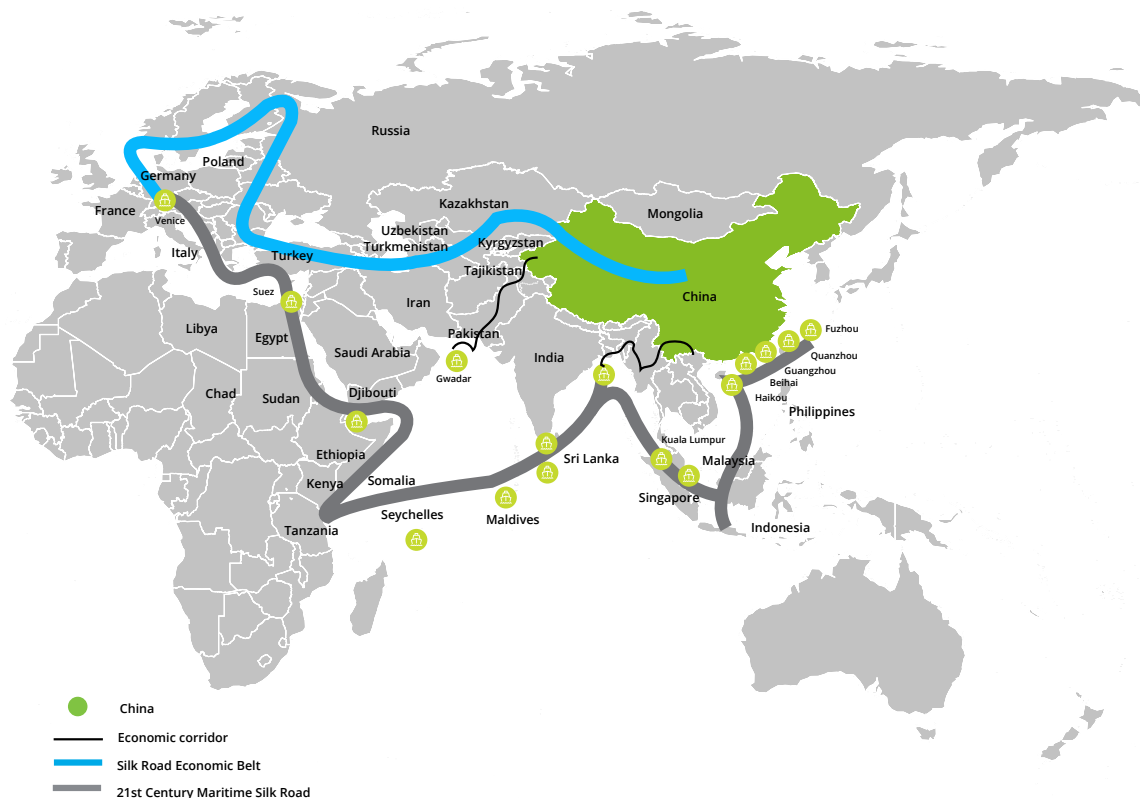 Russia
Poland
Germany
France
Venice
Italy
Kazakhstan
Mongolia
Uzbekistan
Turkmenistan
Kyrgyzstan
Turkey
Tajikistan
Suez
Iran
China
Libya
Egypt
Pakistan
Fuzhou
Saudi Arabia
India
Quanzhou
Gwadar
Guangzhou
Beihai
Chad
Sudan
Djibouti
Haikou
Philippines
Kuala Lumpur
Ethiopia
Sri Lanka
Malaysia
Kenya
Somalia
Singapore
Seychelles
Maldives
Tanzania
Indonesia
China
Economic corridor
Silk Road Economic Belt
21st Century Maritime Silk Road